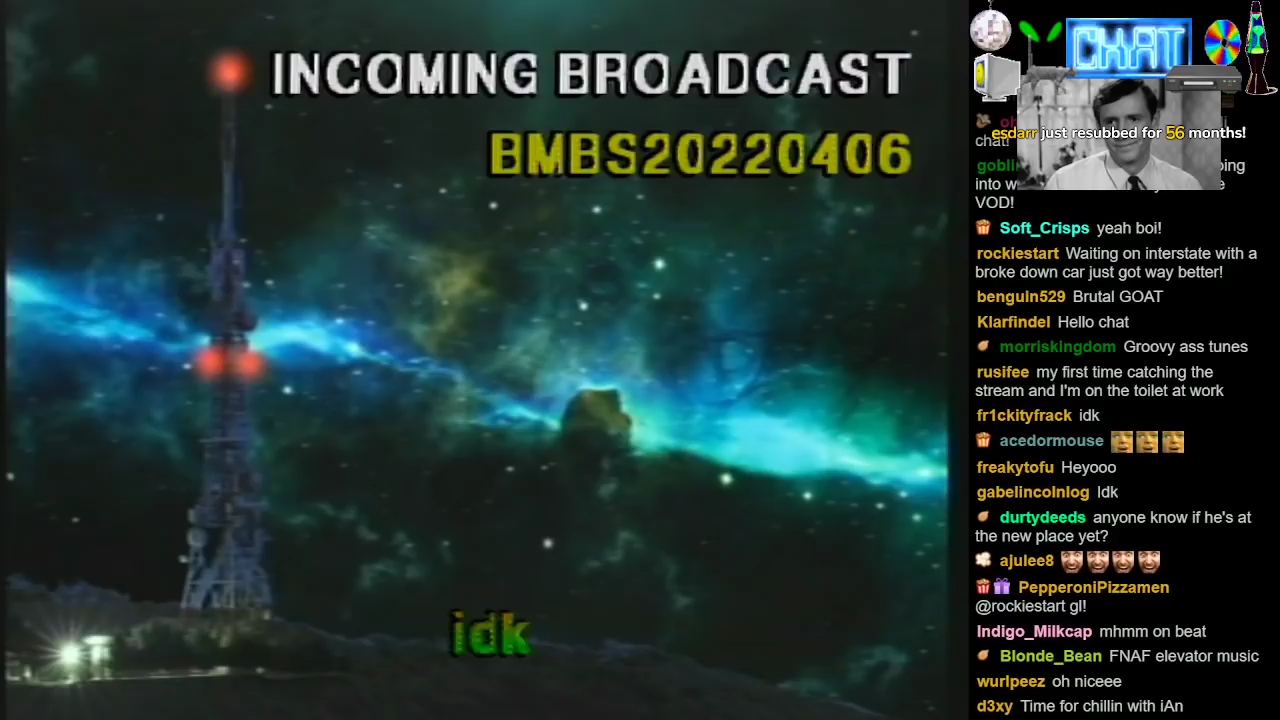 INCOMING BROADCAST
BMBS20220406
idk
CHAT
esdarr just resubbed for 56 months!
chat!
into w
VOD!
Soft_Crisps yeah boi!
rockiestart Waiting on interstate with a
broke down car just got way better!
benguin529 Brutal GOAT
Klarfindel Hello chat
morriskingdom Groovy ass tunes
rusifee my first time catching the
stream and I'm on the toilet at work
fr1ckityfrack idk
acedormouse
freakytofu Heyooo
gabelincolnlog Idk
durtydeeds anyone know if he's at
the new place yet?
ajulee8
PepperoniPizzamen
@rockiestart gl!
Indigo_Milkcap mhmm on beat
Blonde_Bean FNAF elevator music
wurlpeez oh niceee
d3xy Time for chillin with iAn